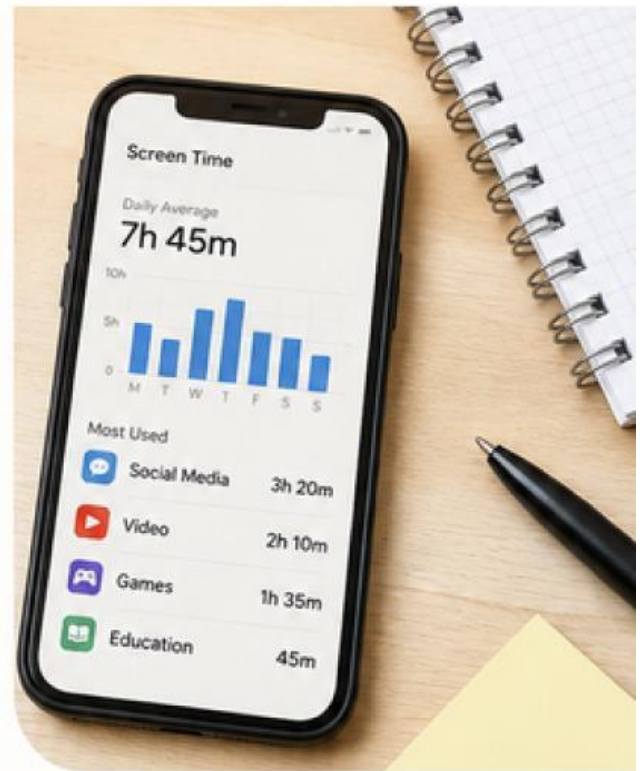 Screen Time
Daily Average
7h 45m
10h
5h
0
M T W T F S S
Most Used
Social Media 3h 20m
Video 2h 10m
Games 1h 35m
Education 45m